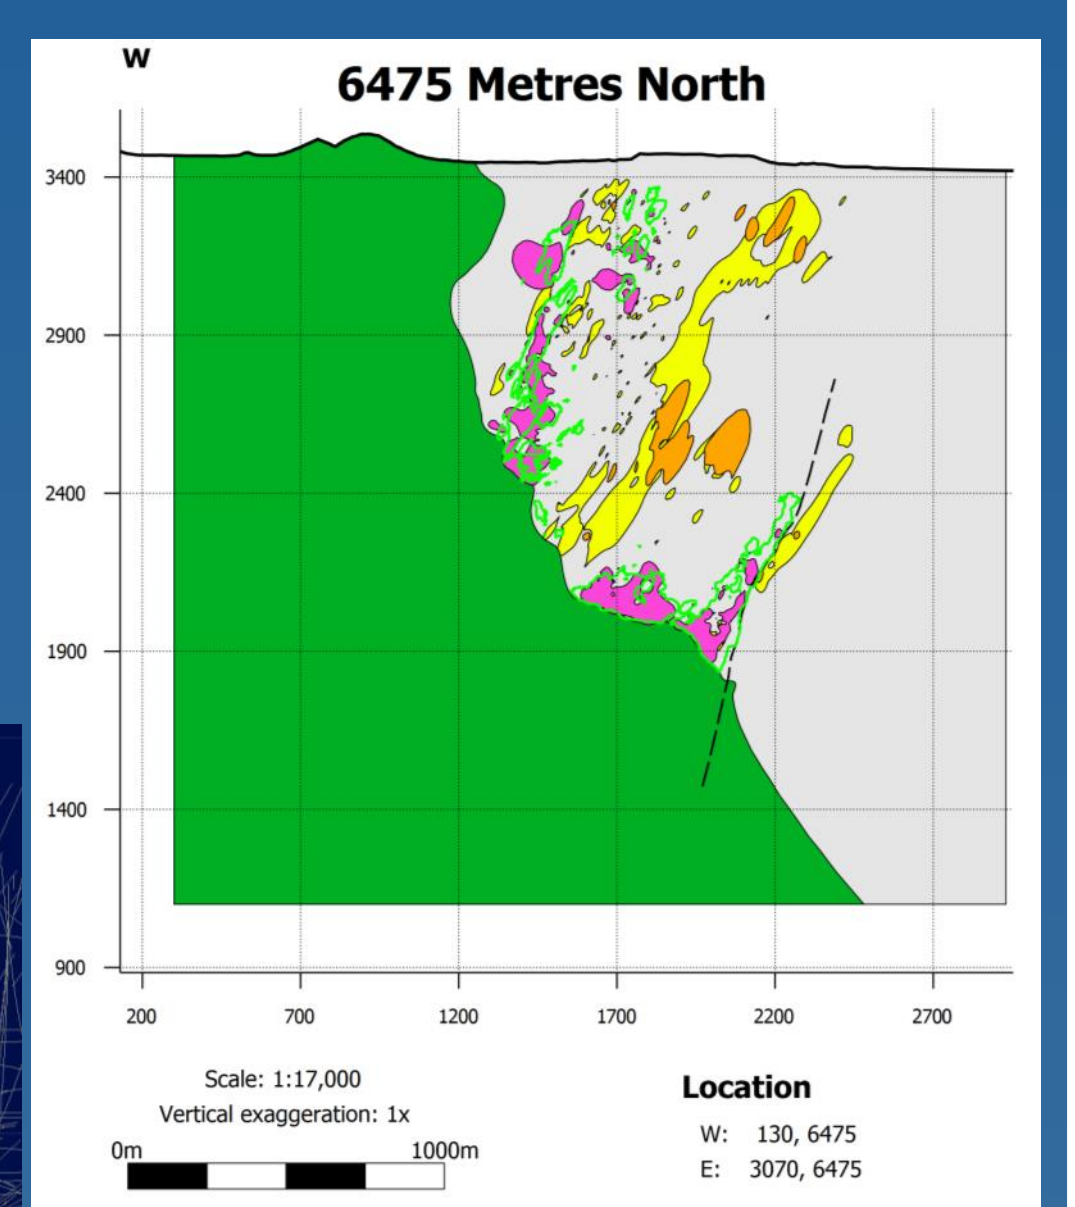 W
6475 Metres North
3400
2900
2400
1900
1400
900
200 700 1200 1700 2200 2700
Scale: 1:17,000
Vertical exaggeration: 1x
0m 1000m
Location
W: 130, 6475
E: 3070, 6475